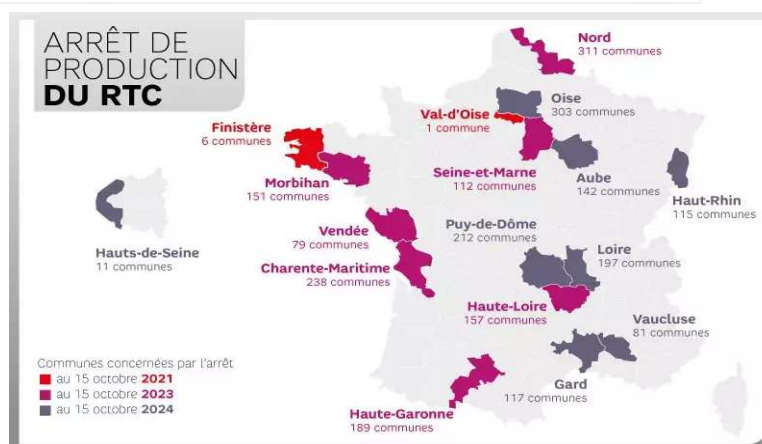 ARRÊT DE
PRODUCTION
DU RTC
Nord
311 communes
Oise
303 communes
Val-d'Oise
1 commune
Finistère
6 communes
Morbihan
151 communes
Seine-et-Marne
112 communes
Aube
142 communes
Haut-Rhin
115 communes
Hauts-de-Seine
11 communes
Vendée
79 communes
Puy-de-Dôme
212 communes
Loire
197 communes
Charente-Maritime
238 communes
Haute-Loire
157 communes
Vaucluse
81 communes
Gard
117 communes
Haute-Garonne
189 communes
Communes concernées par l'arrêt
au 15 octobre 2021
au 15 octobre 2023
au 15 octobre 2024